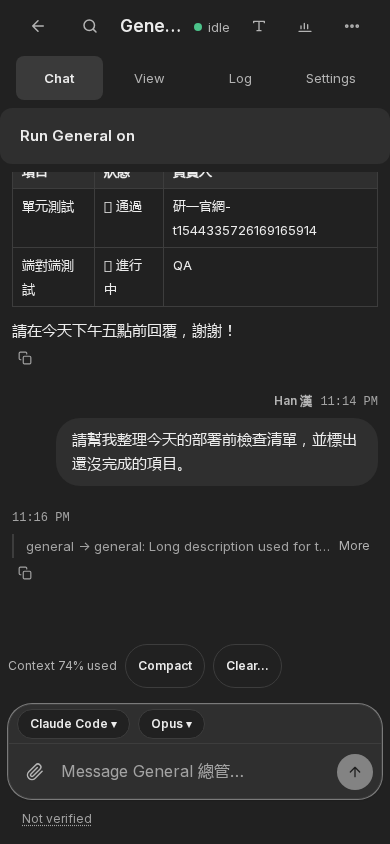 Gene... idle
Chat View Log Settings
Run General on
項目 狀態 負責人
單元測試 通過 研一官網-
t1544335726169165914
端對端測 進行 QA
試 中
請在今天下午五點前回覆，謝謝！
Han 漢 11:14 PM
請幫我整理今天的部署前檢查清單，並標出
還沒完成的項目。
11:16 PM
general → general: Long description used for t... More
Context 74% used Compact Clear...
Claude Code ▾ Opus ▾
Message General 總管...
Not verified